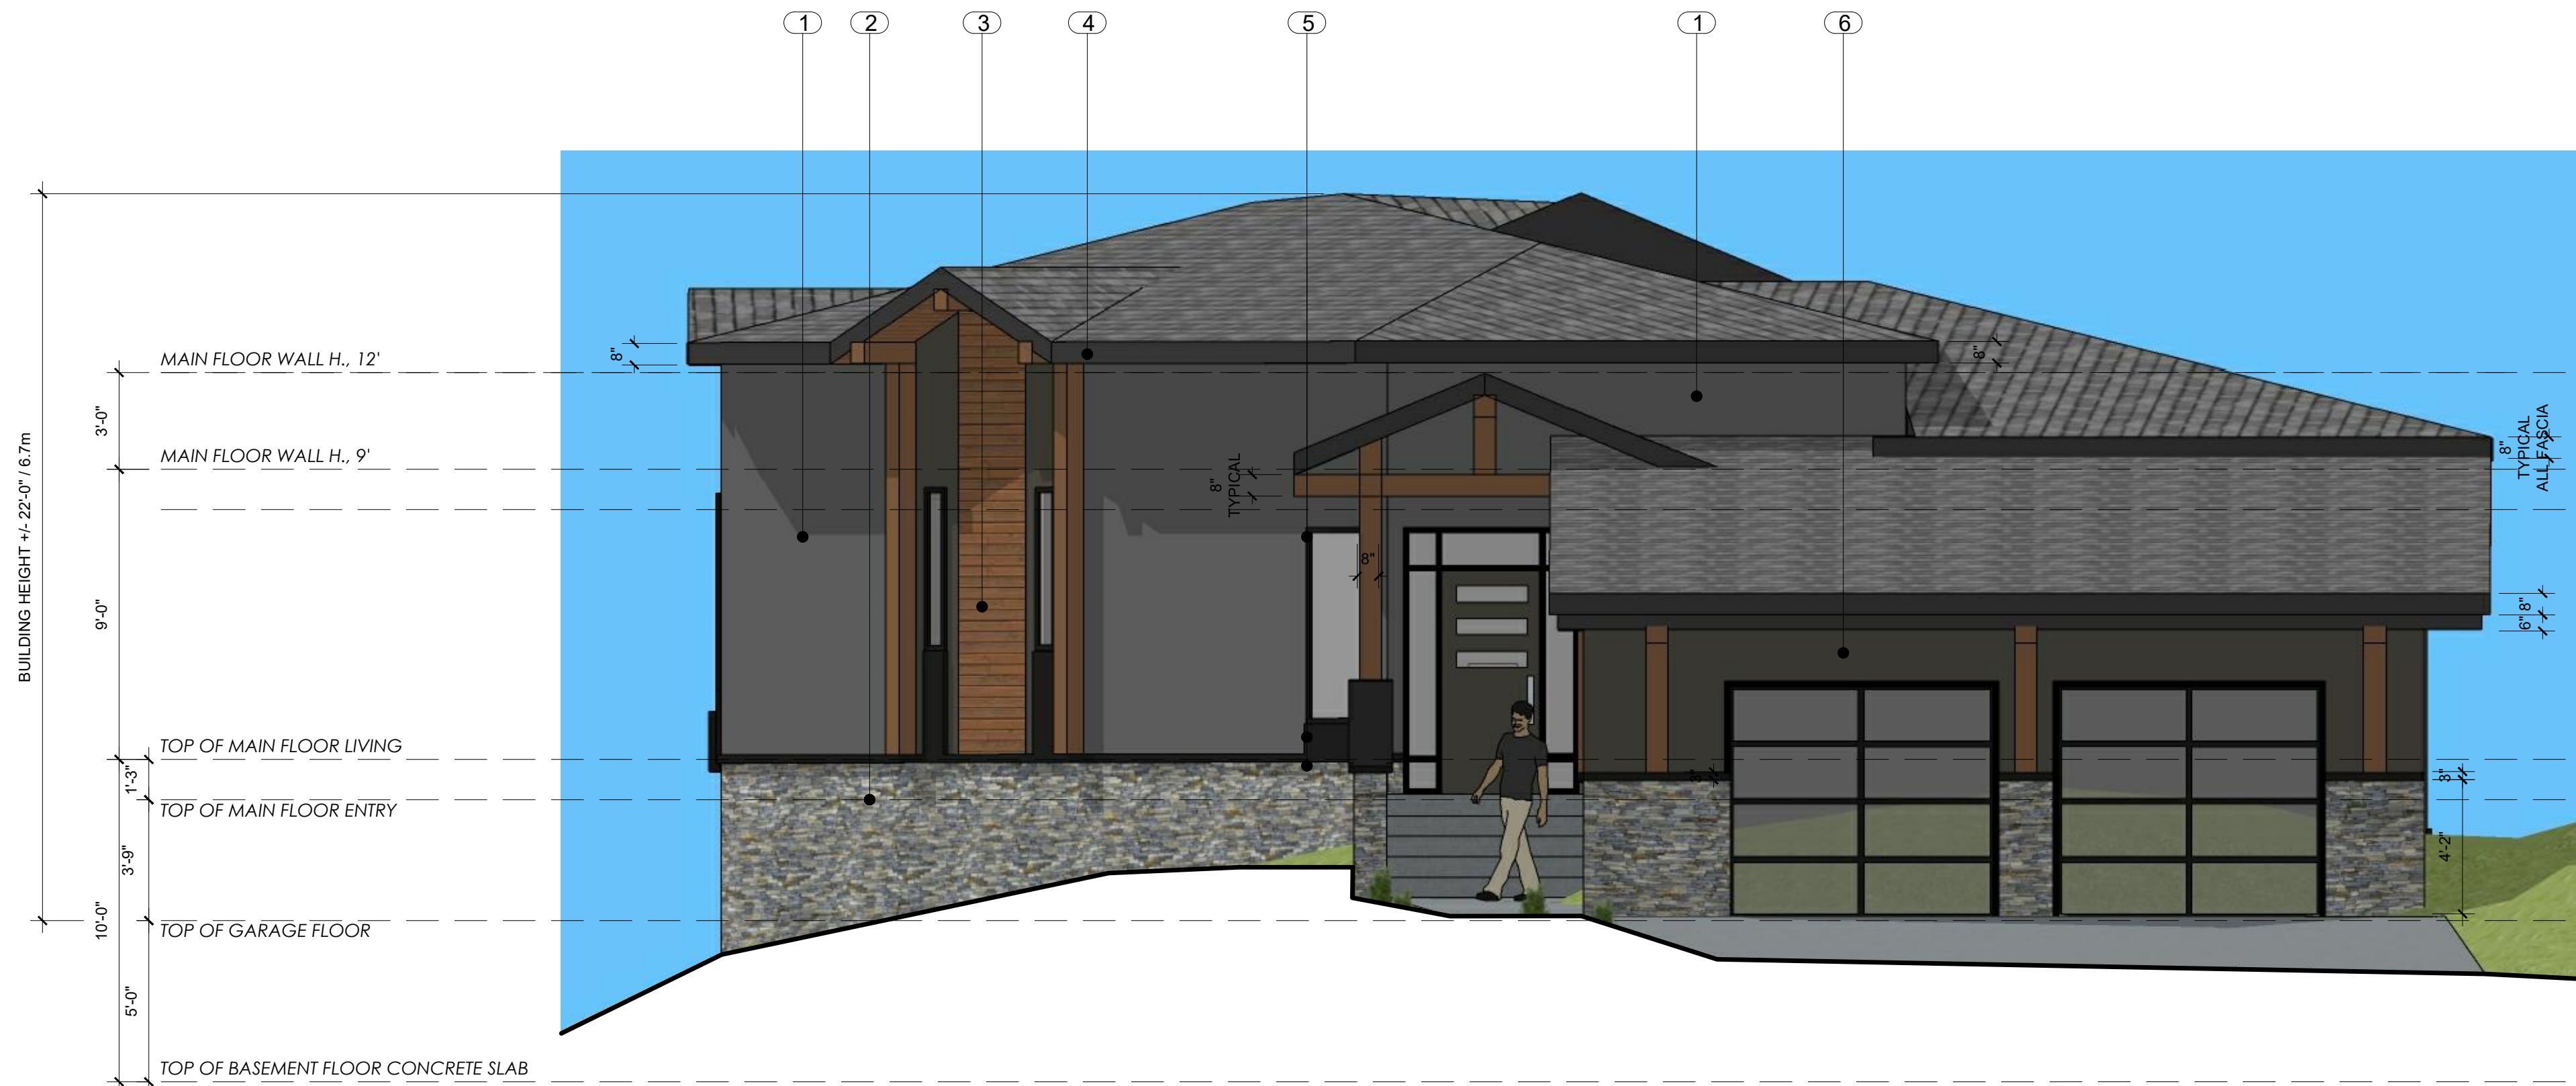 1 2 3 4 5 1 6
MAIN FLOOR WALL H., 12'
8"
8"
3'-0"
MAIN FLOOR WALL H., 9'
8"
TYPICAL
8"
TYPICAL
ALL FASCIA
BUILDING HEIGHT +/- 22'-0" / 6.7m
8"
9'-0"
8"
6"
TOP OF MAIN FLOOR LIVING
1'-3"
3"
3"
TOP OF MAIN FLOOR ENTRY
3'-9"
4'-2"
10'-0"
TOP OF GARAGE FLOOR
5'-0"
TOP OF BASEMENT FLOOR CONCRETE SLAB